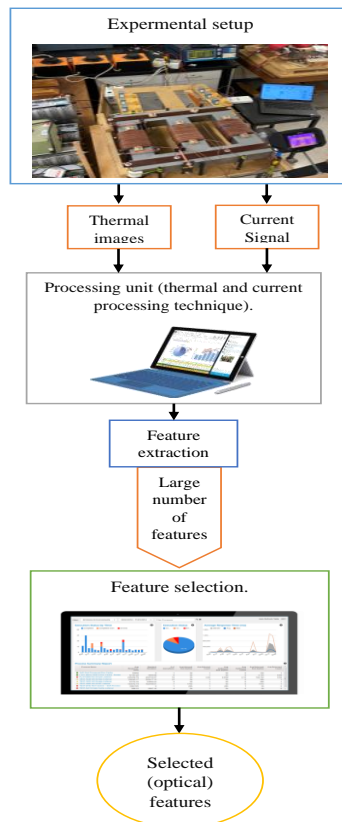 Expermental setup
Thermal
images
Current
Signal
Processing unit (thermal and current
processing technique).
Feature
extraction
Large
number
of
features
Feature selection.
Selected
(optical)
features